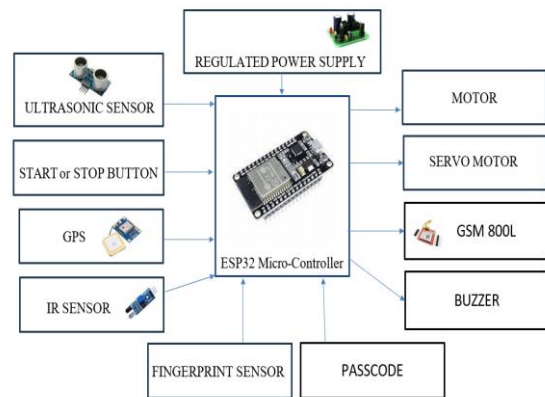 REGULATED POWER SUPPLY
ULTRASONIC SENSOR
MOTOR
START or STOP BUTTON
SERVO MOTOR
GPS
GSM 800L
ESP32 Micro-Controller
IR SENSOR
BUZZER
FINGERPRINT SENSOR
PASSCODE